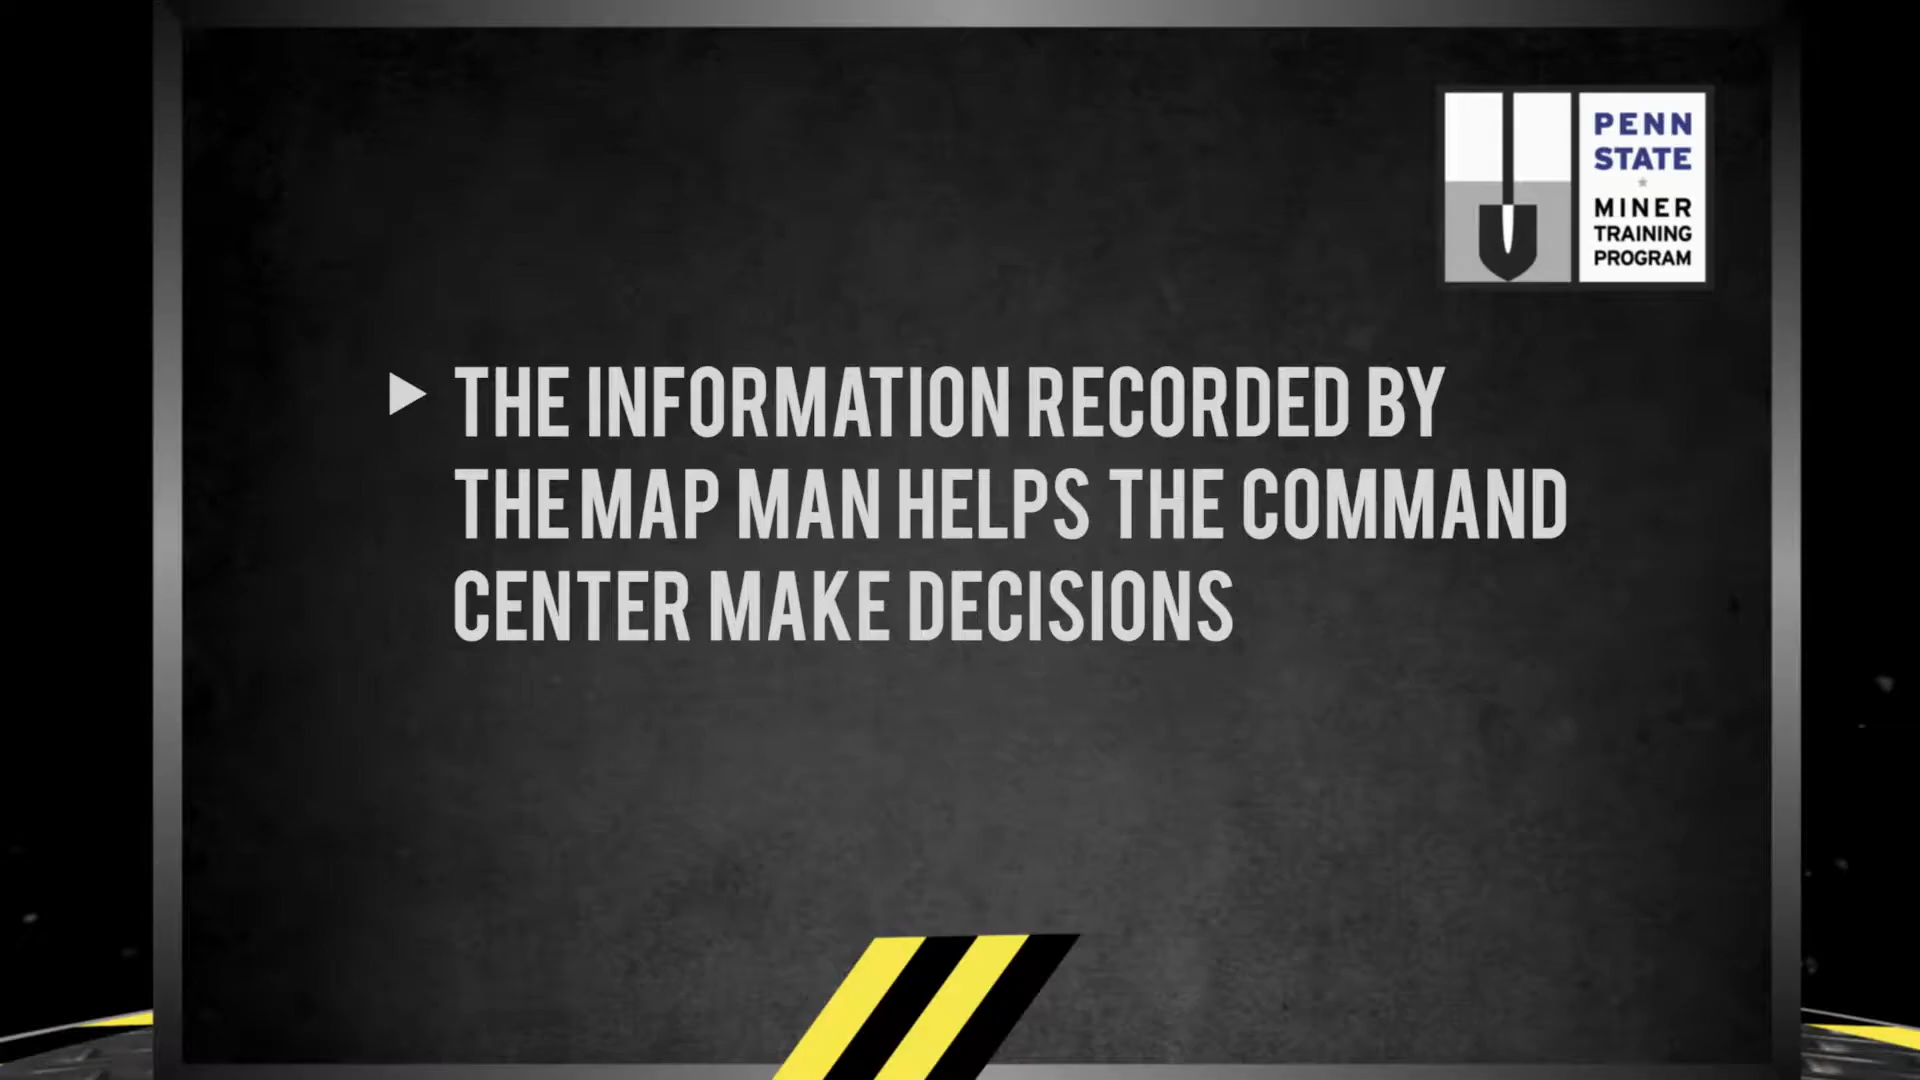 PENN
STATE
MINER
TRAINING
PROGRAM
THE INFORMATION RECORDED BY
THE MAP MAN HELPS THE COMMAND
CENTER MAKE DECISIONS